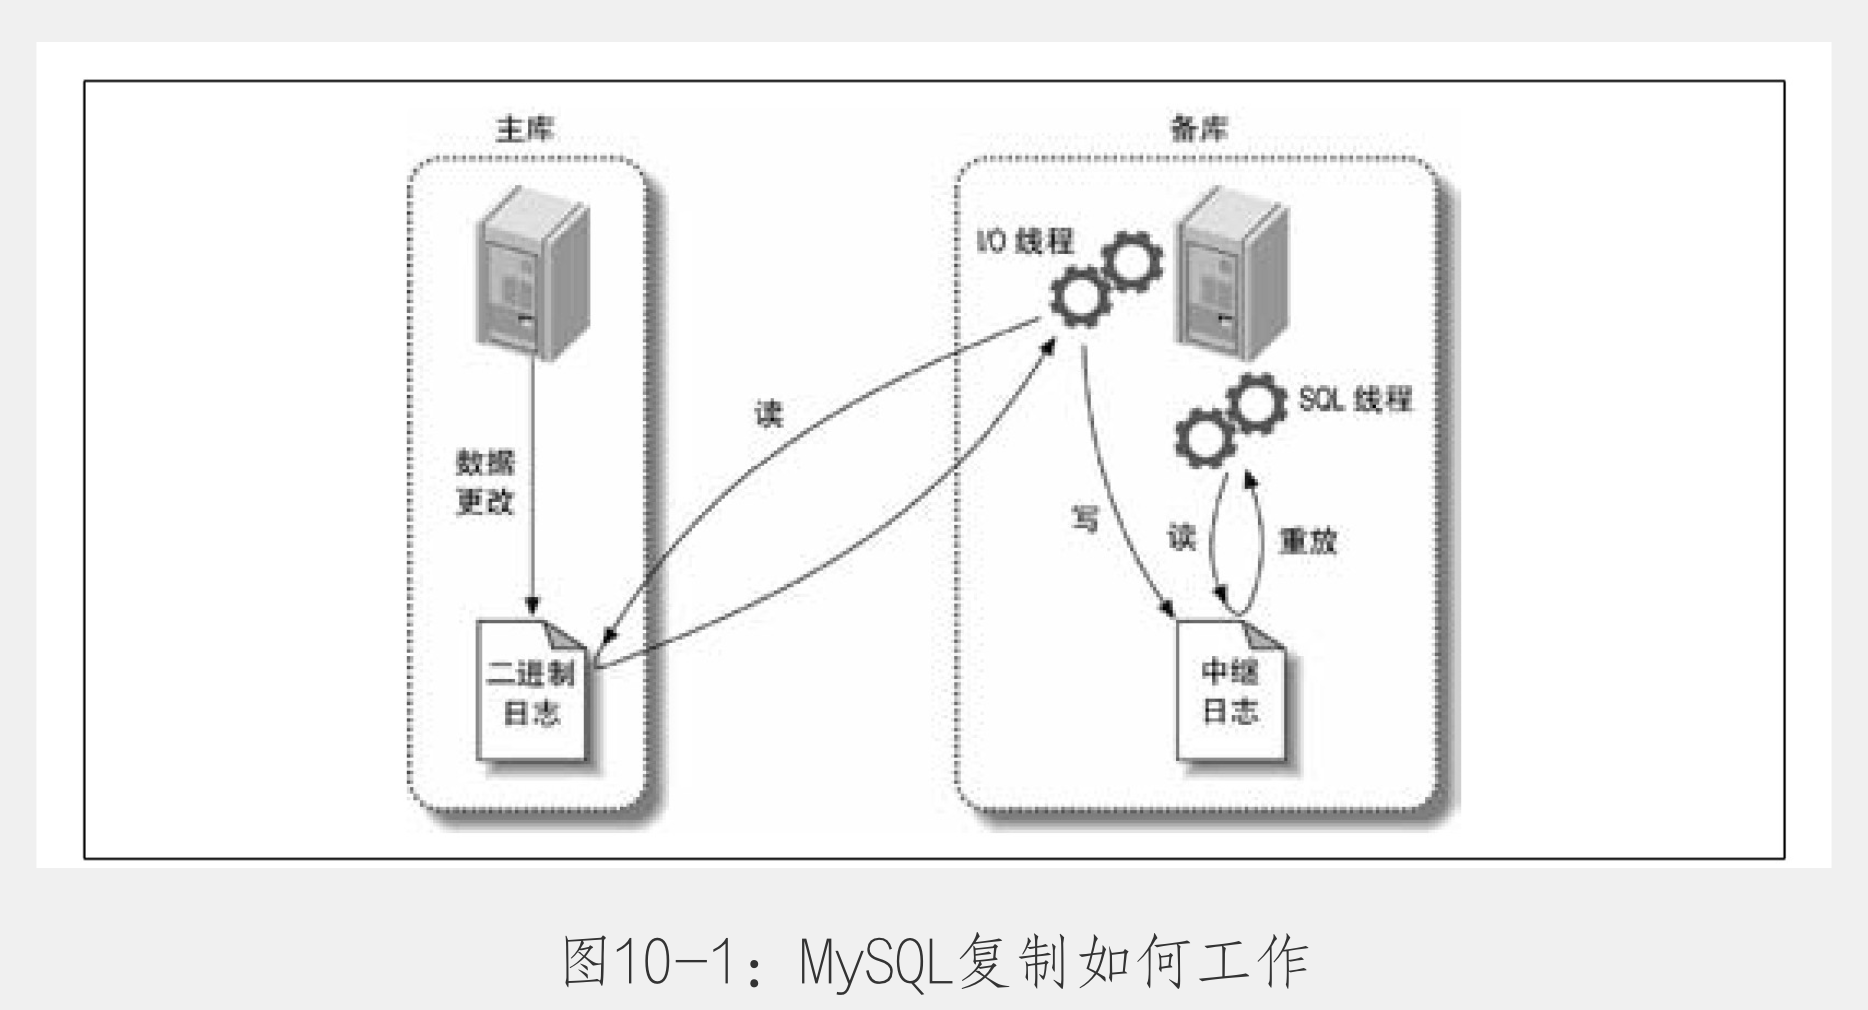 主库
备库
I/O 线程
SQL 线程
读
数据
更改
写
读
重放
二进制
日志
中继
日志
图10-1：MySQL复制如何工作